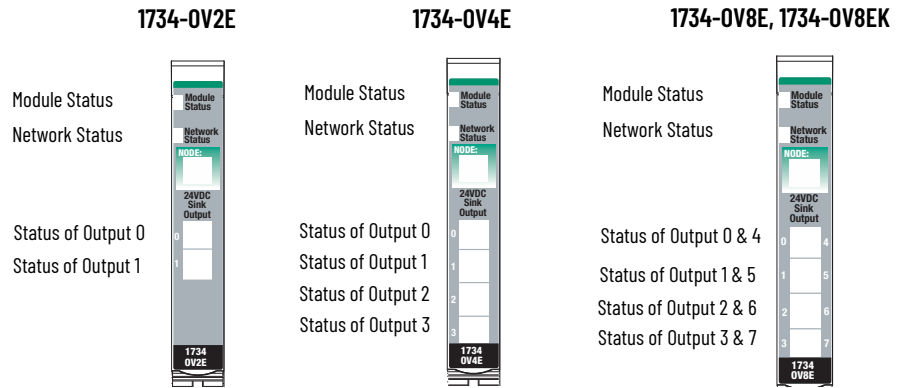 1734-OV2E
Module Status
Network Status
Status of Output 0
Status of Output 1
Module
Status
Network
Status
NODE:
24VDC
Sink
Output
0
1
1734
OV2E
1734-OV4E
Module Status
Network Status
Status of Output 0
Status of Output 1
Status of Output 2
Status of Output 3
Module
Status
Network
Status
NODE:
24VDC
Sink
Output
0
1
2
3
1734
OV4E
1734-OV8E, 1734-OV8EK
Module Status
Network Status
Status of Output 0 & 4
Status of Output 1 & 5
Status of Output 2 & 6
Status of Output 3 & 7
Module
Status
Network
Status
NODE:
24VDC
Sink
Output
0 4
1 5
2 6
3 7
1734
OV8E